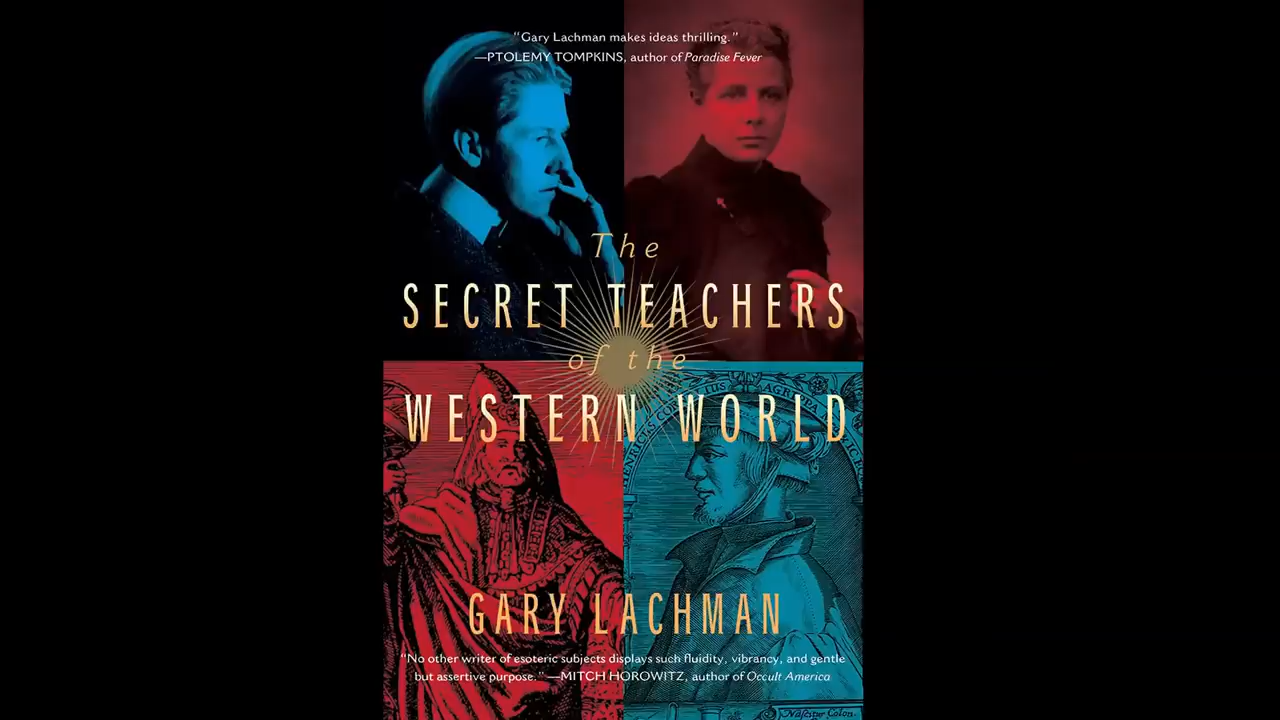 "Gary Lachman makes ideas thrilling."
—PTOLEMY TOMPKINS, author of Paradise Fever
The
SECRET TEACHERS
of the
WESTERN WORLD
HENRICUS
AGRIPPA
GARY LACHMAN
"No other writer of esoteric subjects displays such fluidity, vibrancy, and gentle
but assertive purpose." —MITCH HOROWITZ, author of Occult America